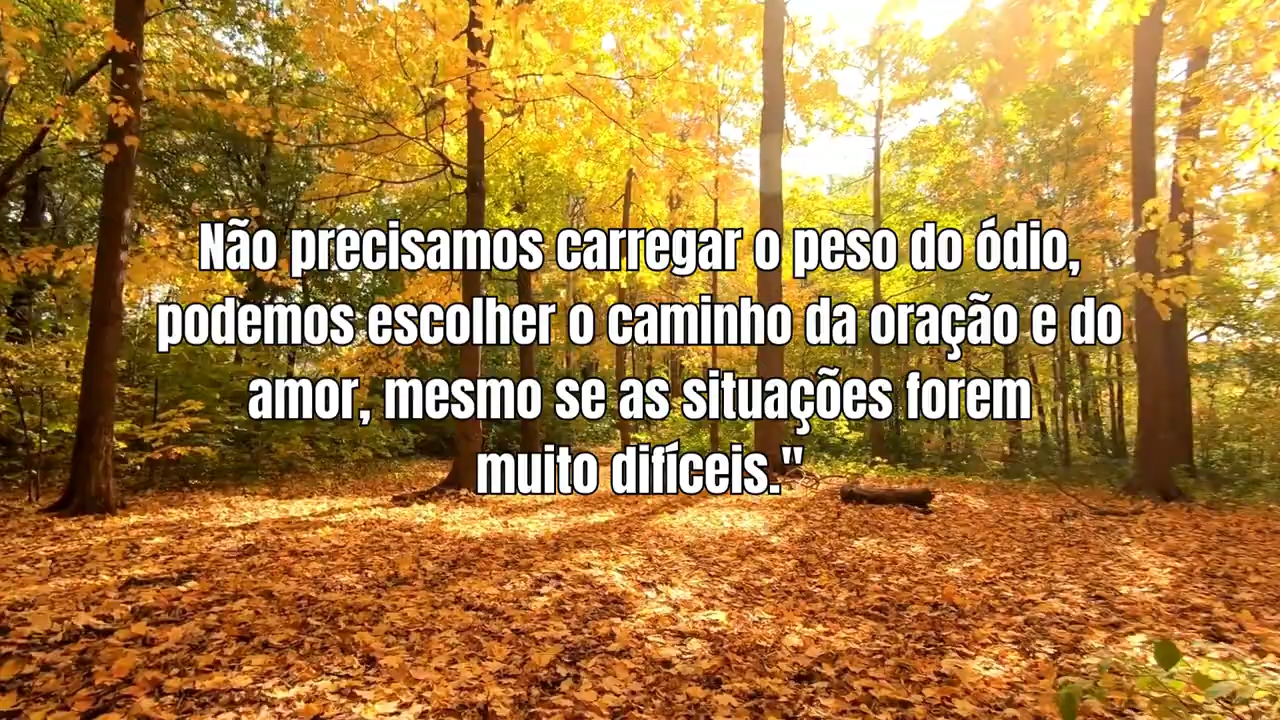 Não precisamos carregar o peso do ódio,
podemos escolher o caminho da oração e do
amor, mesmo se as situações forem
muito difíceis."